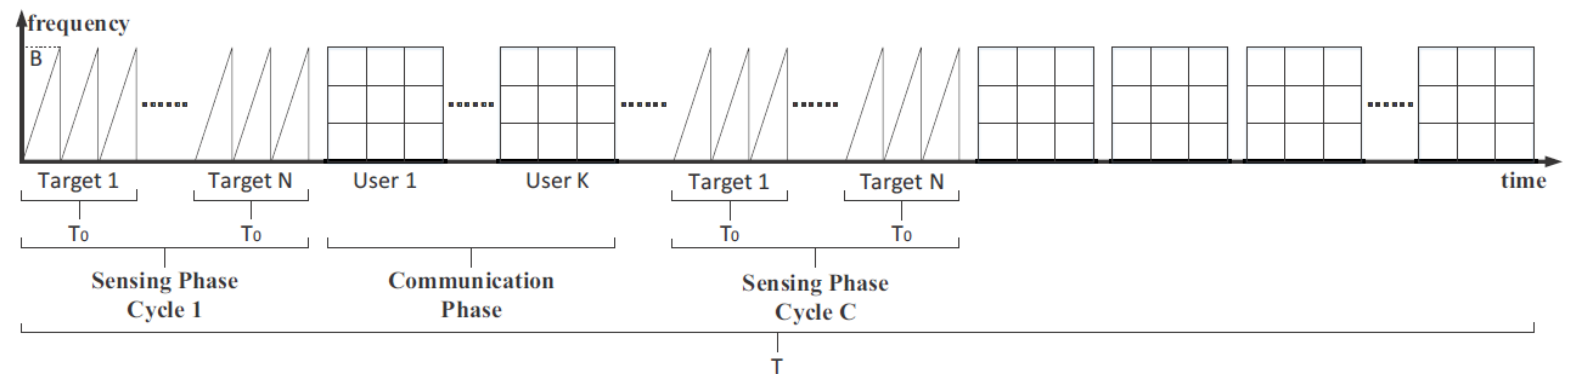 frequency
B
Target 1 Target N User 1 User K Target 1 Target N time
T₀ T₀ T₀ T₀
Sensing Phase Communication Sensing Phase
Cycle 1 Phase Cycle C
T